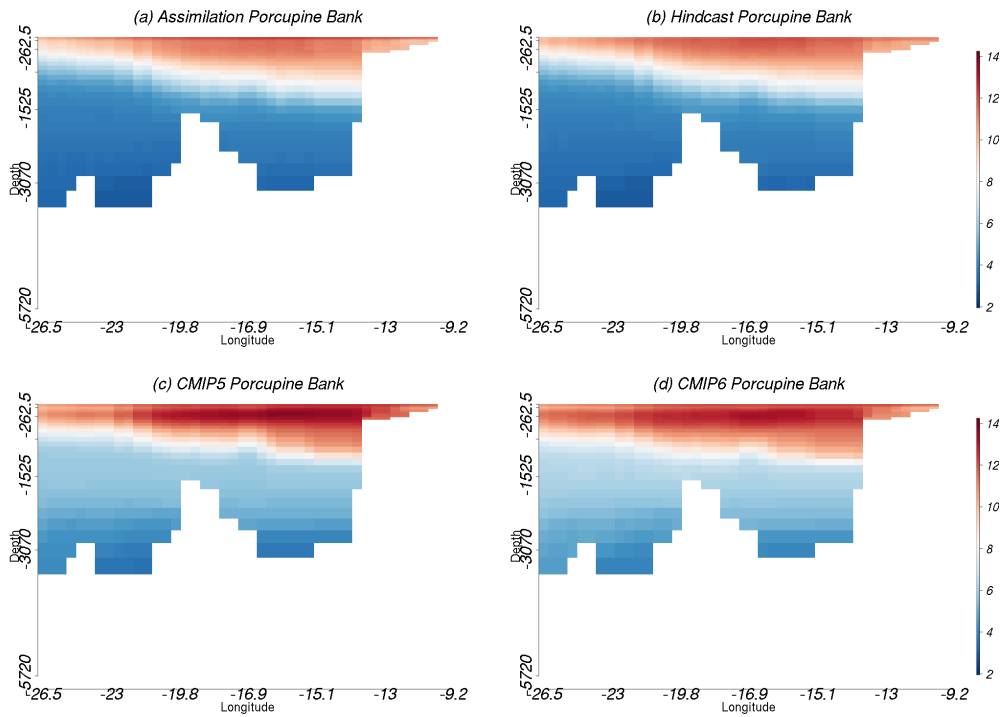 (a) Assimilation Porcupine Bank
(b) Hindcast Porcupine Bank
-262.5
-1525
-3070
-5720
Depth
-26.5 -23 -19.8 -16.9 -15.1 -13 -9.2
Longitude
-262.5
-1525
-3070
-5720
Depth
-26.5 -23 -19.8 -16.9 -15.1 -13 -9.2
Longitude
14
12
10
8
6
4
2
(c) CMIP5 Porcupine Bank
(d) CMIP6 Porcupine Bank
-262.5
-1525
-3070
-5720
Depth
-26.5 -23 -19.8 -16.9 -15.1 -13 -9.2
Longitude
-262.5
-1525
-3070
-5720
Depth
-26.5 -23 -19.8 -16.9 -15.1 -13 -9.2
Longitude
14
12
10
8
6
4
2